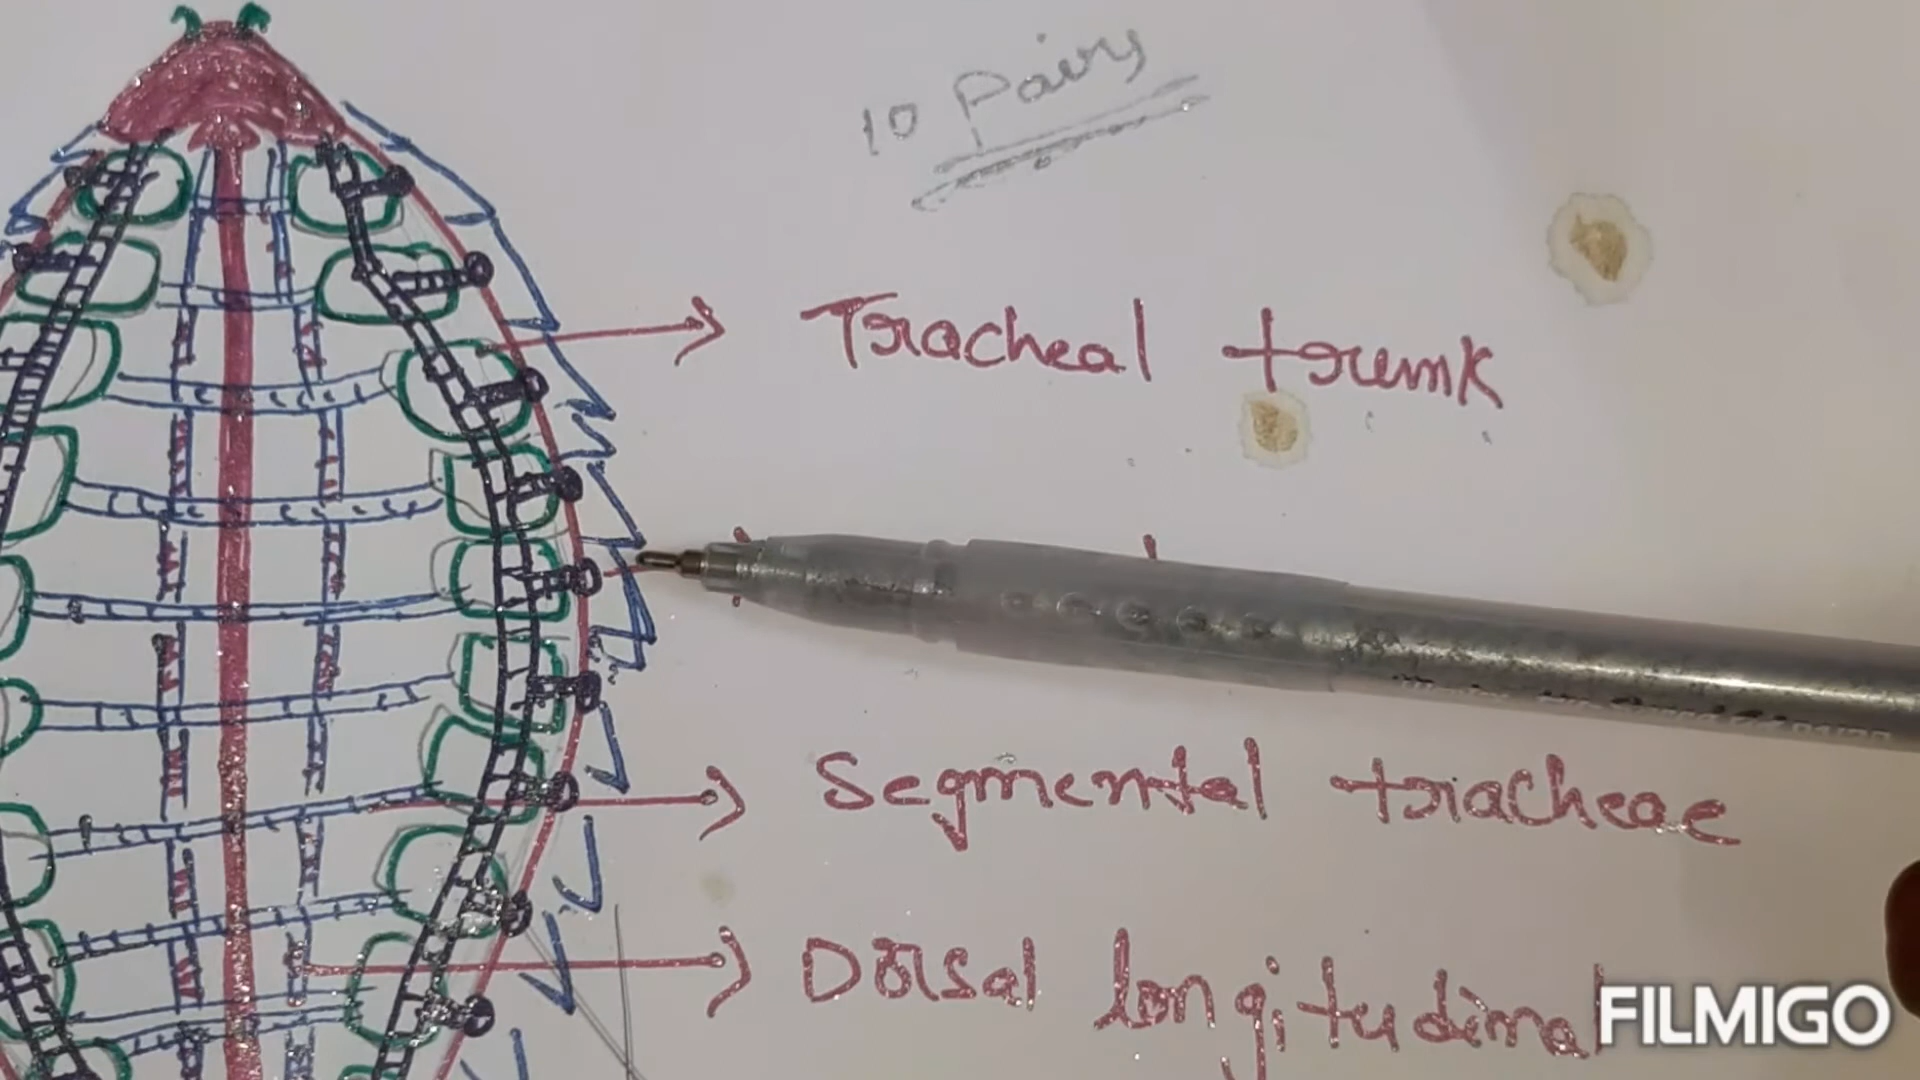 10 Pairs
Tracheal trunk
Segmental tracheae
Dorsal longitudinal
FILMIGO